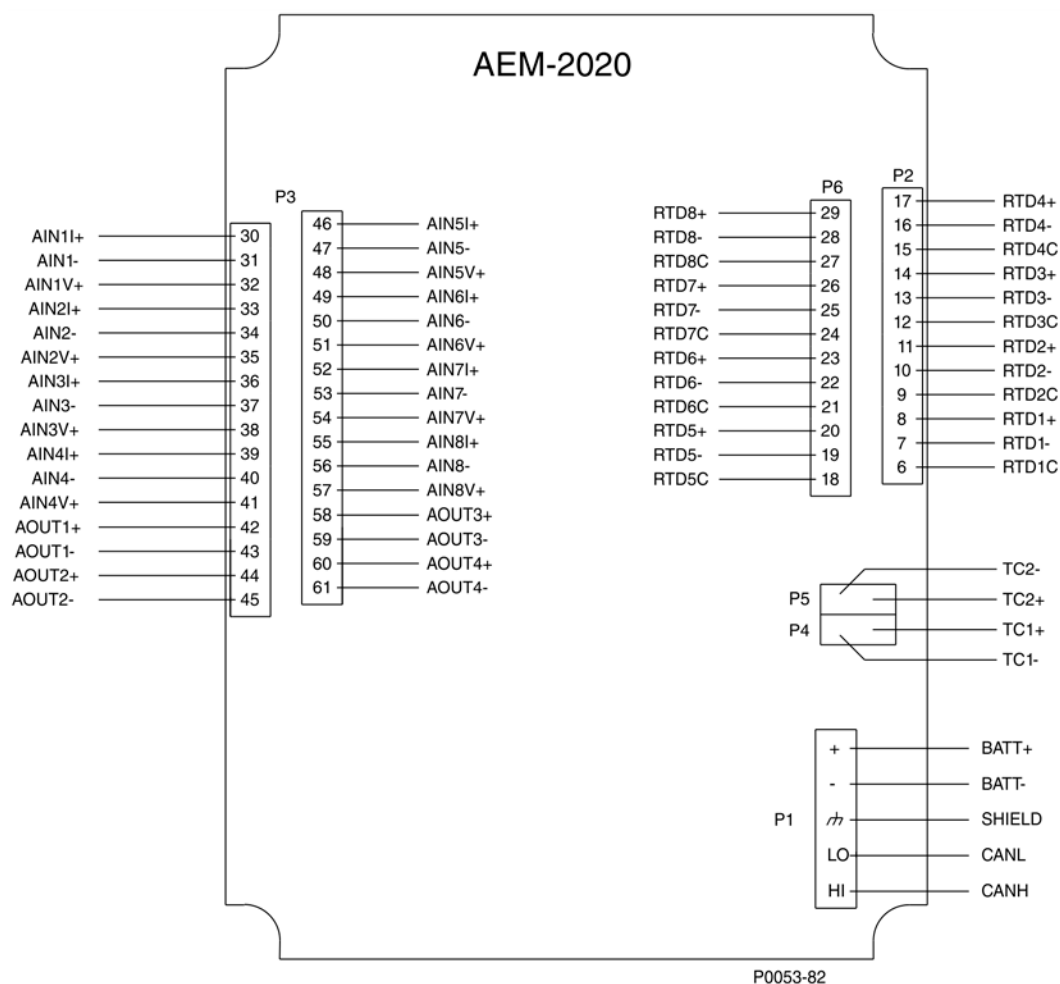 AEM-2020
P3
AIN1I+ 30
AIN1- 31
AIN1V+ 32
AIN2I+ 33
AIN2- 34
AIN2V+ 35
AIN3I+ 36
AIN3- 37
AIN3V+ 38
AIN4I+ 39
AIN4- 40
AIN4V+ 41
AOUT1+ 42
AOUT1- 43
AOUT2+ 44
AOUT2- 45
46 AIN5I+
47 AIN5-
48 AIN5V+
49 AIN6I+
50 AIN6-
51 AIN6V+
52 AIN7I+
53 AIN7-
54 AIN7V+
55 AIN8I+
56 AIN8-
57 AIN8V+
58 AOUT3+
59 AOUT3-
60 AOUT4+
61 AOUT4-
P6
RTD8+ 29
RTD8- 28
RTD8C 27
RTD7+ 26
RTD7- 25
RTD7C 24
RTD6+ 23
RTD6- 22
RTD6C 21
RTD5+ 20
RTD5- 19
RTD5C 18
P2
17 RTD4+
16 RTD4-
15 RTD4C
14 RTD3+
13 RTD3-
12 RTD3C
11 RTD2+
10 RTD2-
9 RTD2C
8 RTD1+
7 RTD1-
6 RTD1C
TC2-
P5 TC2+
P4 TC1+
TC1-
+ BATT+
- BATT-
P1 SHIELD
LO CANL
HI CANH
P0053-82